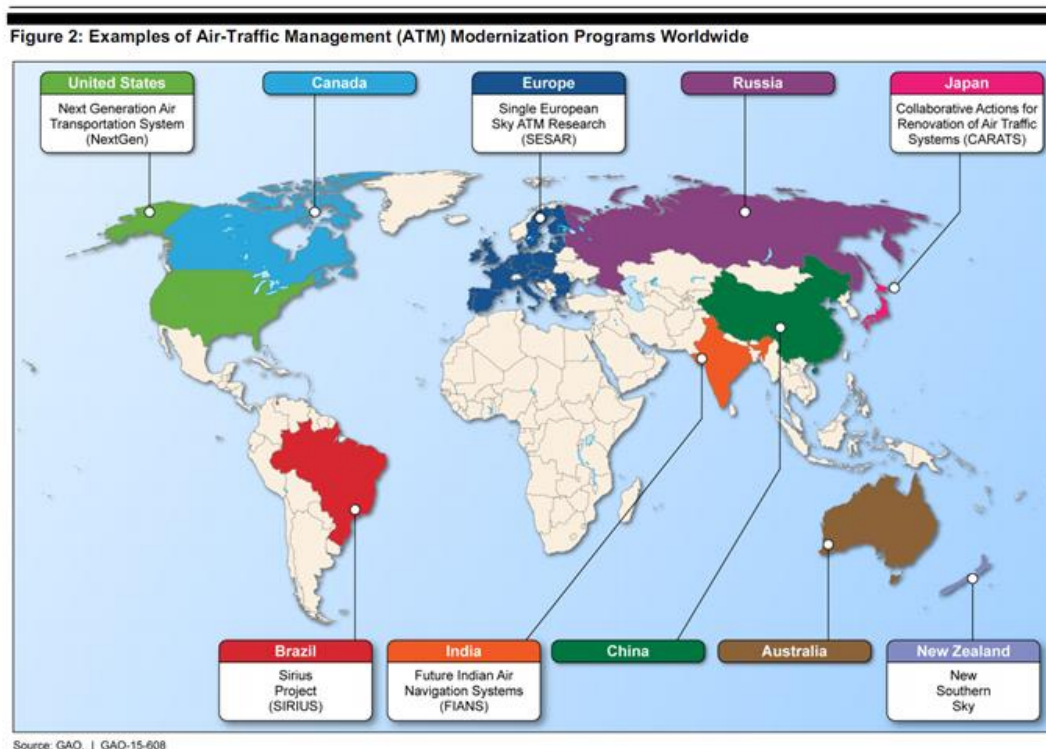 Figure 2: Examples of Air-Traffic Management (ATM) Modernization Programs Worldwide
United States
Next Generation Air
Transportation System
(NextGen)
Canada
Europe
Single European
Sky ATM Research
(SESAR)
Russia
Japan
Collaborative Actions for
Renovation of Air Traffic
Systems (CARATS)
Brazil
Sirius
Project
(SIRIUS)
India
Future Indian Air
Navigation Systems
(FIANS)
China
Australia
New Zealand
New
Southern
Sky
Source: GAO. | GAO-15-608